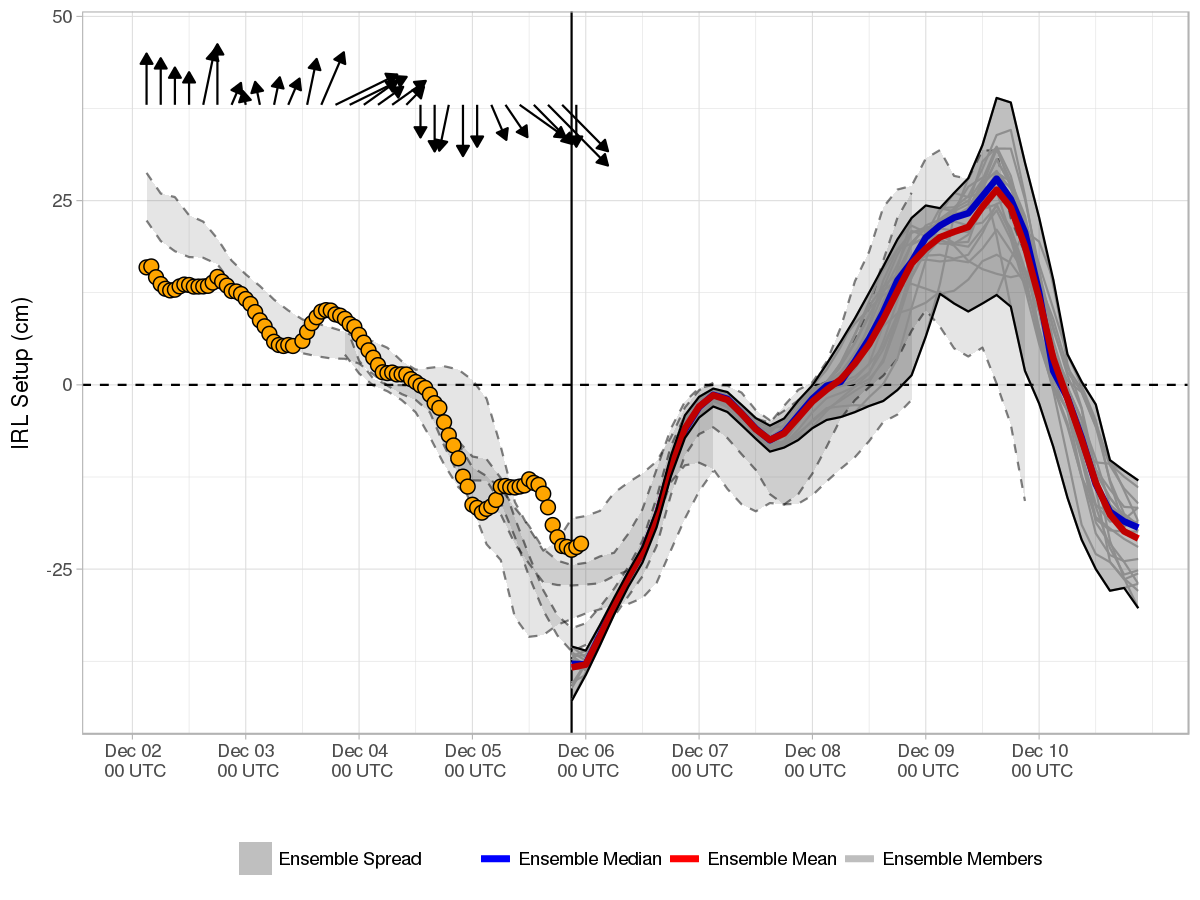 IRL Setup (cm)
50
25
0
-25
Dec 02 Dec 03 Dec 04 Dec 05 Dec 06 Dec 07 Dec 08 Dec 09 Dec 10
00 UTC 00 UTC 00 UTC 00 UTC 00 UTC 00 UTC 00 UTC 00 UTC 00 UTC
Ensemble Spread Ensemble Median Ensemble Mean Ensemble Members